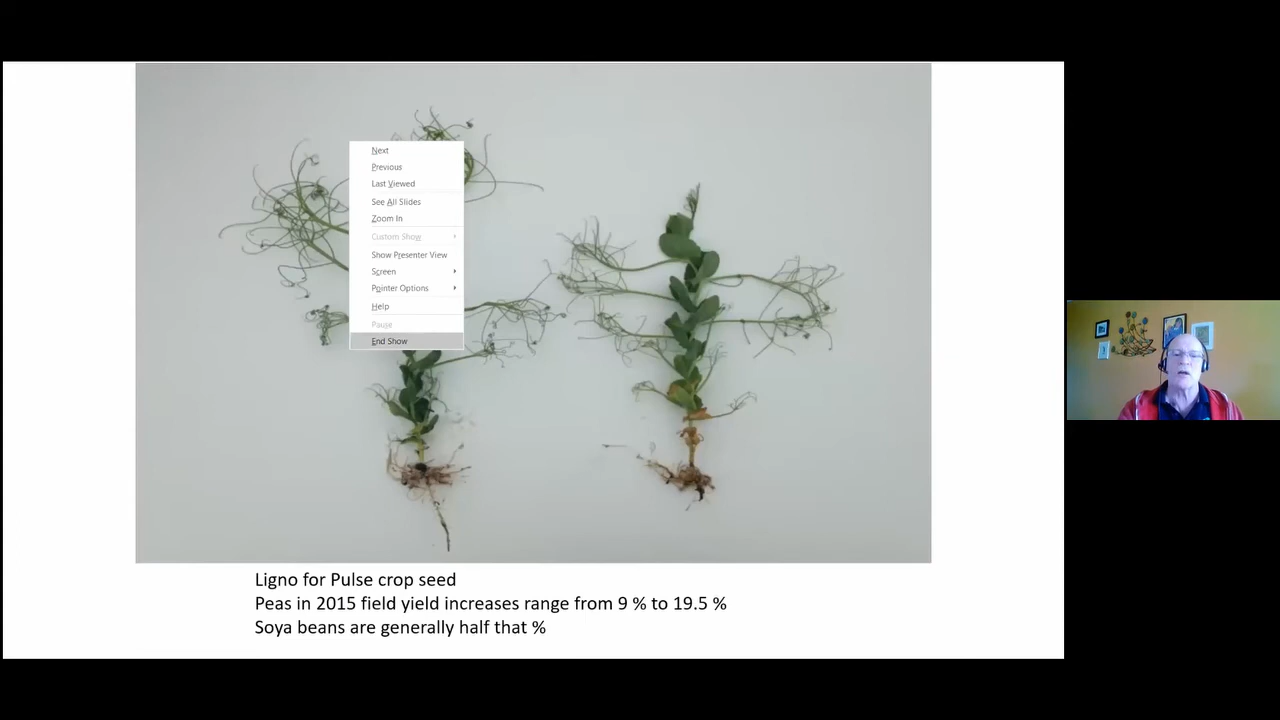 Next
Previous
Last Viewed
See All Slides
Zoom In
Custom Show
Show Presenter View
Screen
Pointer Options
Help
Pause
End Show
Ligno for Pulse crop seed
Peas in 2015 field yield increases range from 9 % to 19.5 %
Soya beans are generally half that %